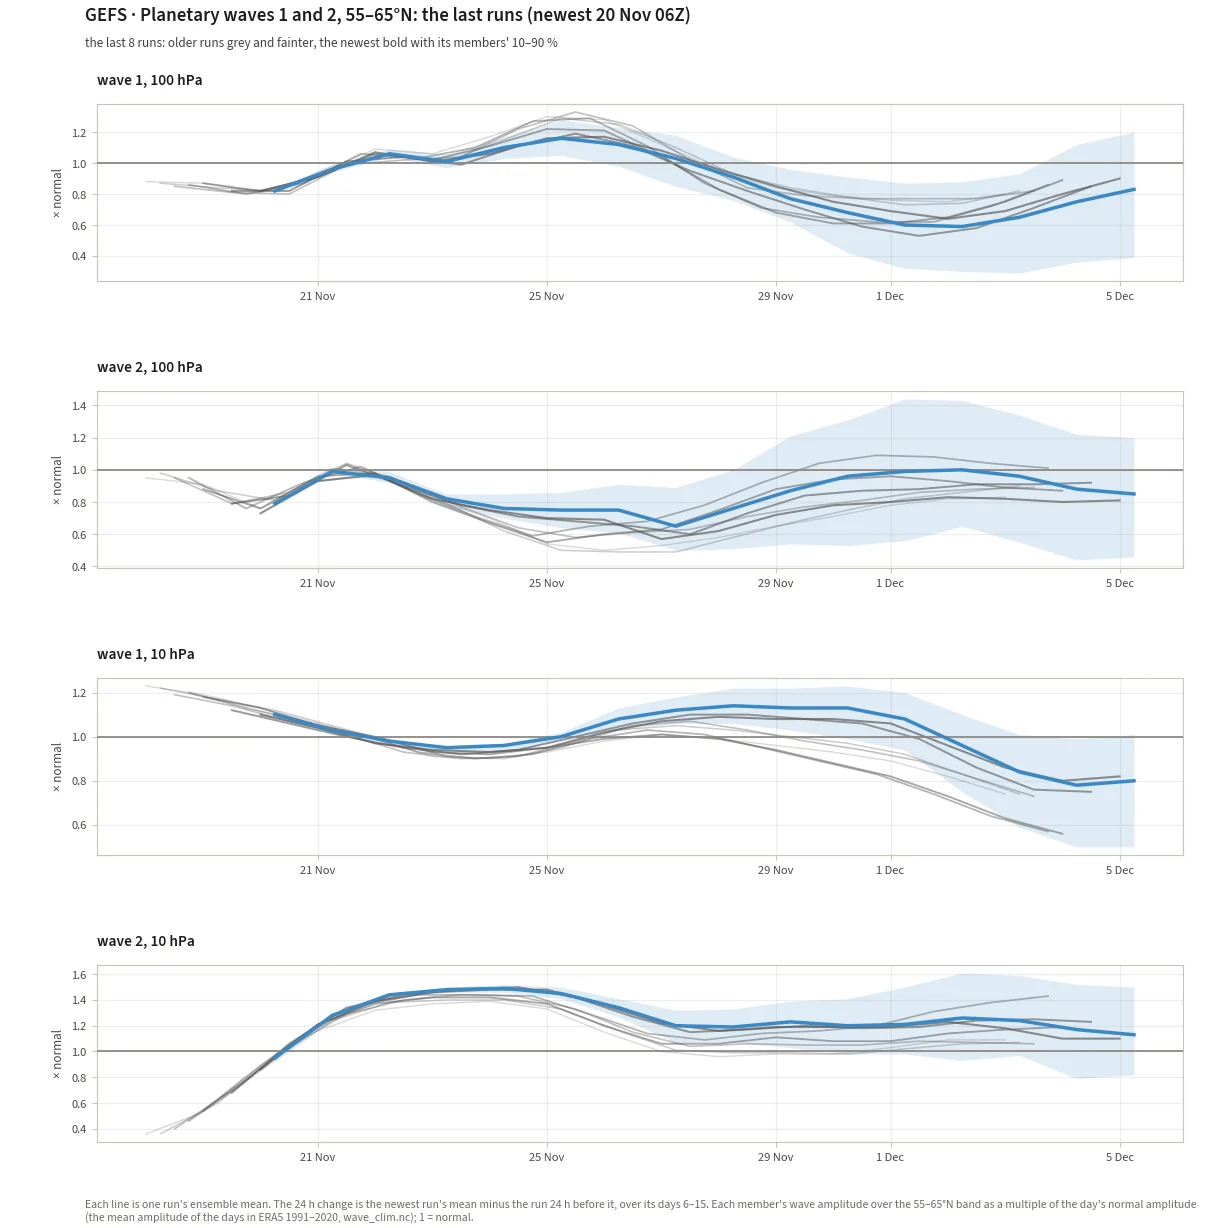 GEFS · Planetary waves 1 and 2, 55–65°N: the last runs (newest 20 Nov 06Z)
the last 8 runs: older runs grey and fainter, the newest bold with its members' 10–90 %
wave 1, 100 hPa
1.2
1.0
0.8
0.6
0.4
× normal
21 Nov
25 Nov
29 Nov
1 Dec
5 Dec
wave 2, 100 hPa
1.4
1.2
1.0
0.8
0.6
0.4
× normal
21 Nov
25 Nov
29 Nov
1 Dec
5 Dec
wave 1, 10 hPa
1.2
1.0
0.8
0.6
× normal
21 Nov
25 Nov
29 Nov
1 Dec
5 Dec
wave 2, 10 hPa
1.6
1.4
1.2
1.0
0.8
0.6
0.4
× normal
21 Nov
25 Nov
29 Nov
1 Dec
5 Dec
Each line is one run's ensemble mean. The 24 h change is the newest run's mean minus the run 24 h before it, over its days 6–15. Each member's wave amplitude over the 55–65°N band as a multiple of the day's normal amplitude
(the mean amplitude of the days in ERA5 1991–2020, wave_clim.nc); 1 = normal.